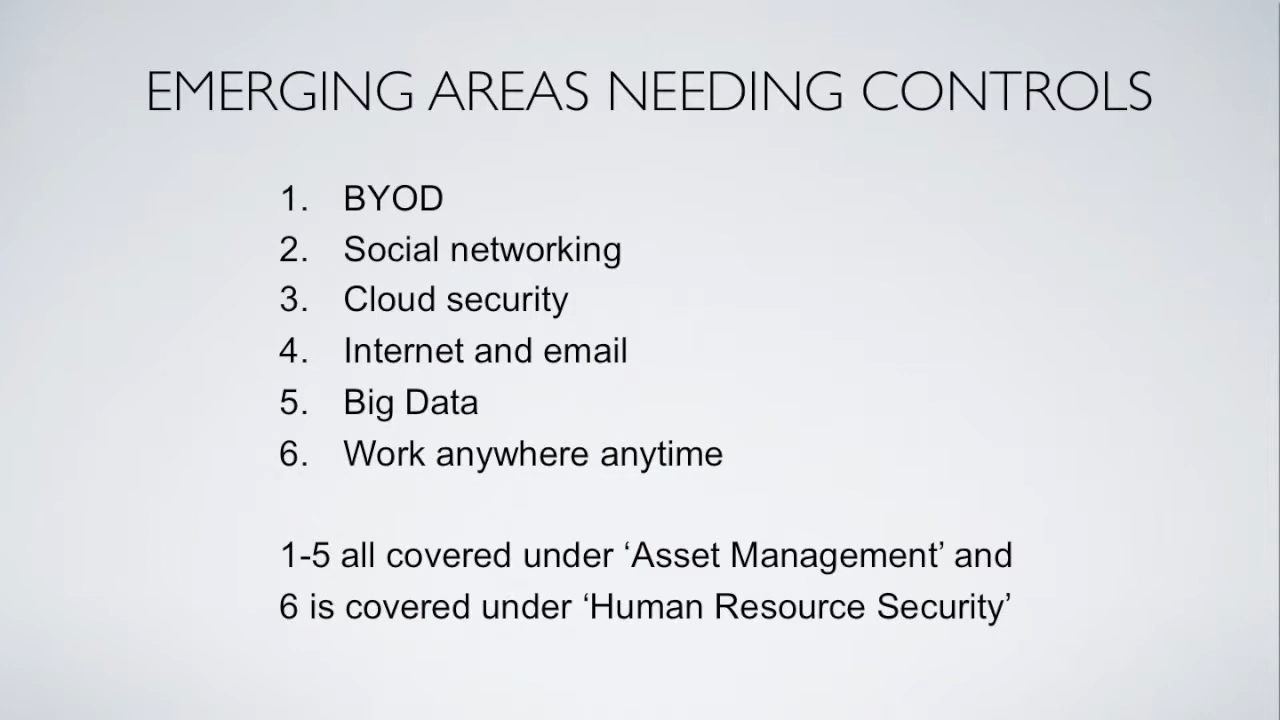 EMERGING AREAS NEEDING CONTROLS
1. BYOD
2. Social networking
3. Cloud security
4. Internet and email
5. Big Data
6. Work anywhere anytime
1-5 all covered under ‘Asset Management’ and
6 is covered under ‘Human Resource Security’